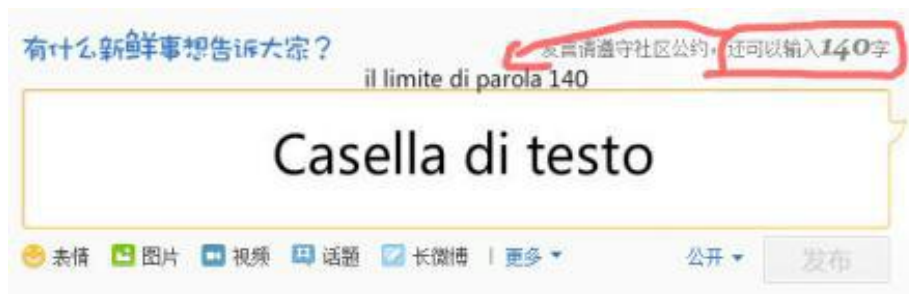 有什么新鲜事想告诉大家？
发言请遵守社区公约，还可以输入140字
il limite di parola 140
Casella di testo
表情 图片 视频 话题 长微博 | 更多 公开 发布